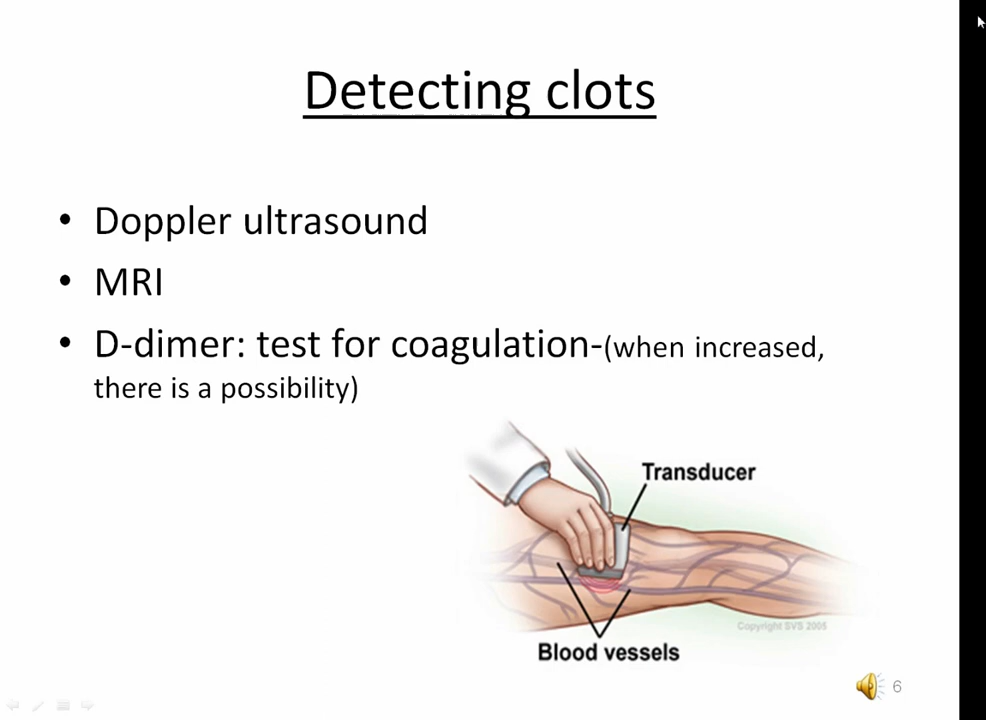 Detecting clots
• Doppler ultrasound
• MRI
• D-dimer: test for coagulation-(when increased,
there is a possibility)
Transducer
Copyright SVS 2005
Blood vessels
6